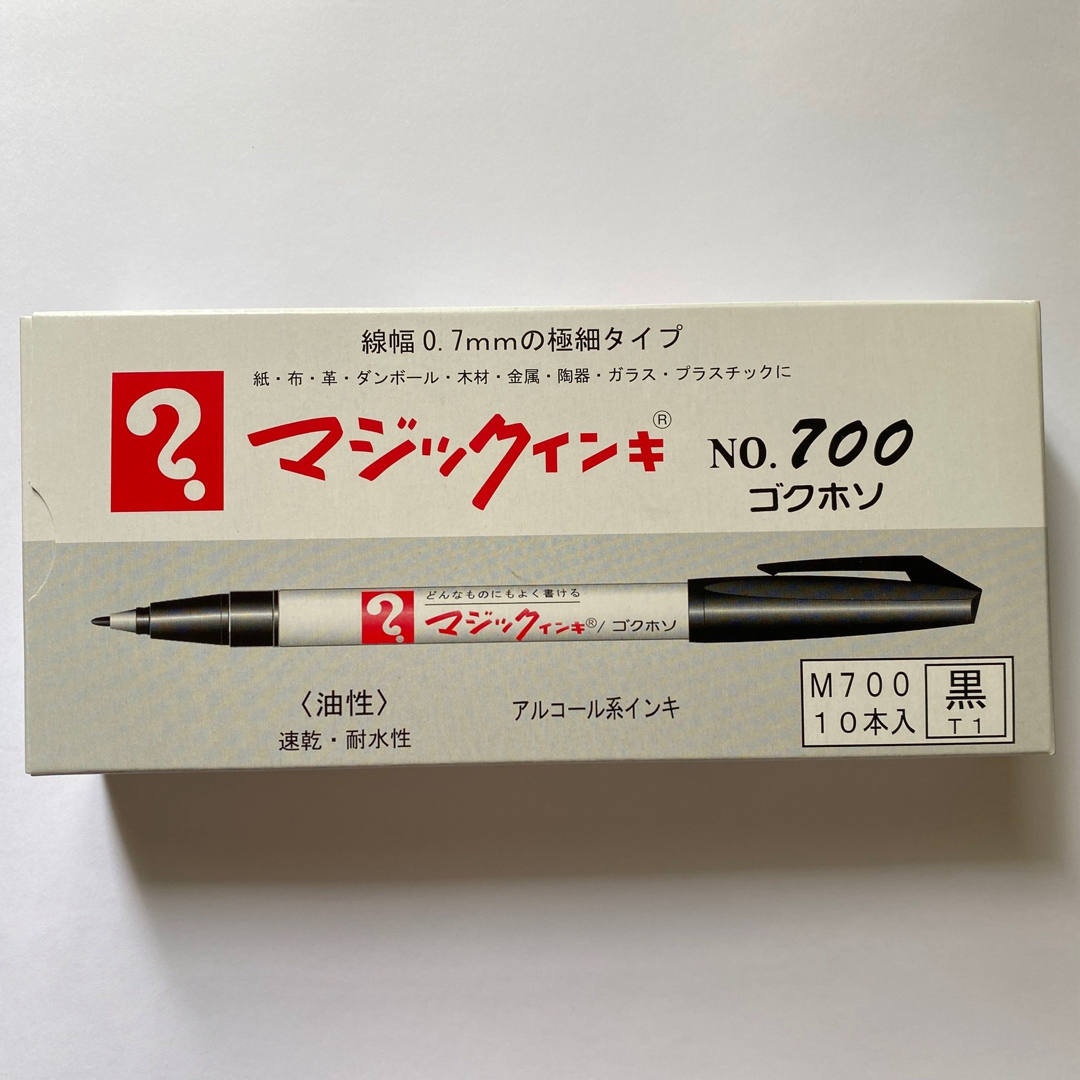 線幅0.7mmの極細タイプ
紙・布・革・ダンボール・木材・金属・陶器・ガラス・プラスチックに
?
マジックインキ®
NO.700
ゴクホソ
どんなものにもよく書ける
?
マジックインキ®/ゴクホソ
〈油性〉
速乾・耐水性
アルコール系インキ
M700
10本入
黒
T1